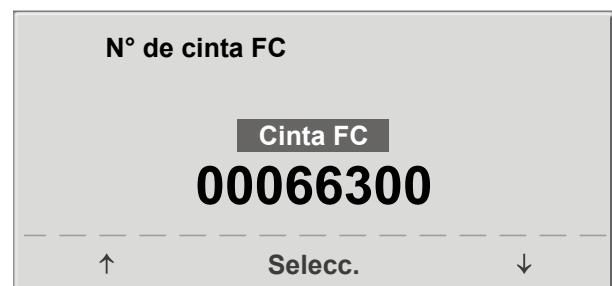 N° de cinta FC
Cinta FC
00066300
↑ Selecc. ↓